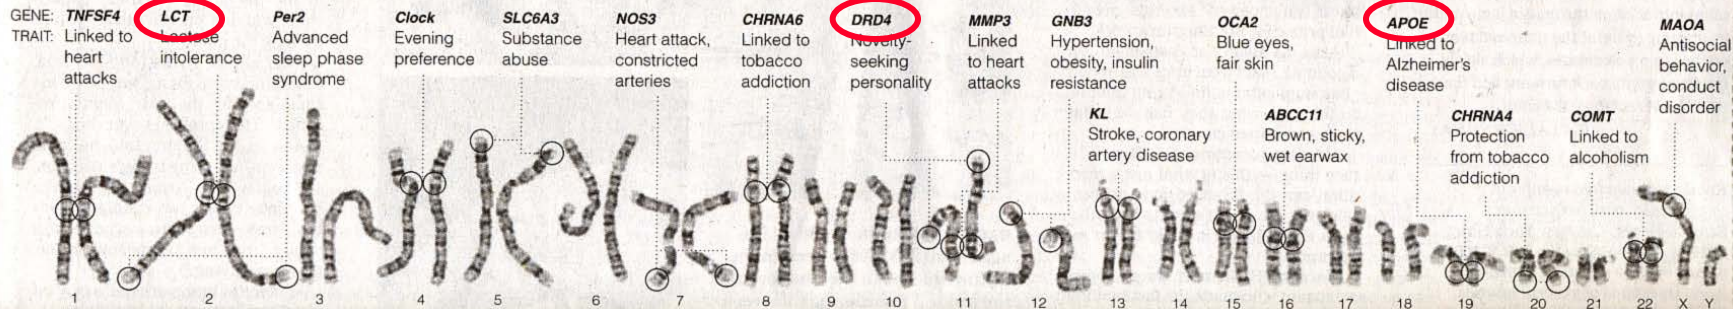 GENE: TNFSF4 LCT Per2 Clock SLC6A3 NOS3 CHRNA6 DRD4 MMP3 GNB3 OCA2 APOE MAOA
TRAIT: Linked to heart attacks
Lactose intolerance
Advanced sleep phase syndrome
Evening preference
Substance abuse
Heart attack, constricted arteries
Linked to tobacco addiction
Novelty-seeking personality
Linked to heart attacks
Hypertension, obesity, insulin resistance
Blue eyes, fair skin
Linked to Alzheimer's disease
Antisocial behavior, conduct disorder
KL
Stroke, coronary
artery disease
ABCC11
Brown, sticky,
wet earwax
CHRNA4
Protection
from tobacco
addiction
COMT
Linked to
alcoholism
1 2 3 4 5 6 7 8 9 10 11 12 13 14 15 16 17 18 19 20 21 22 X Y